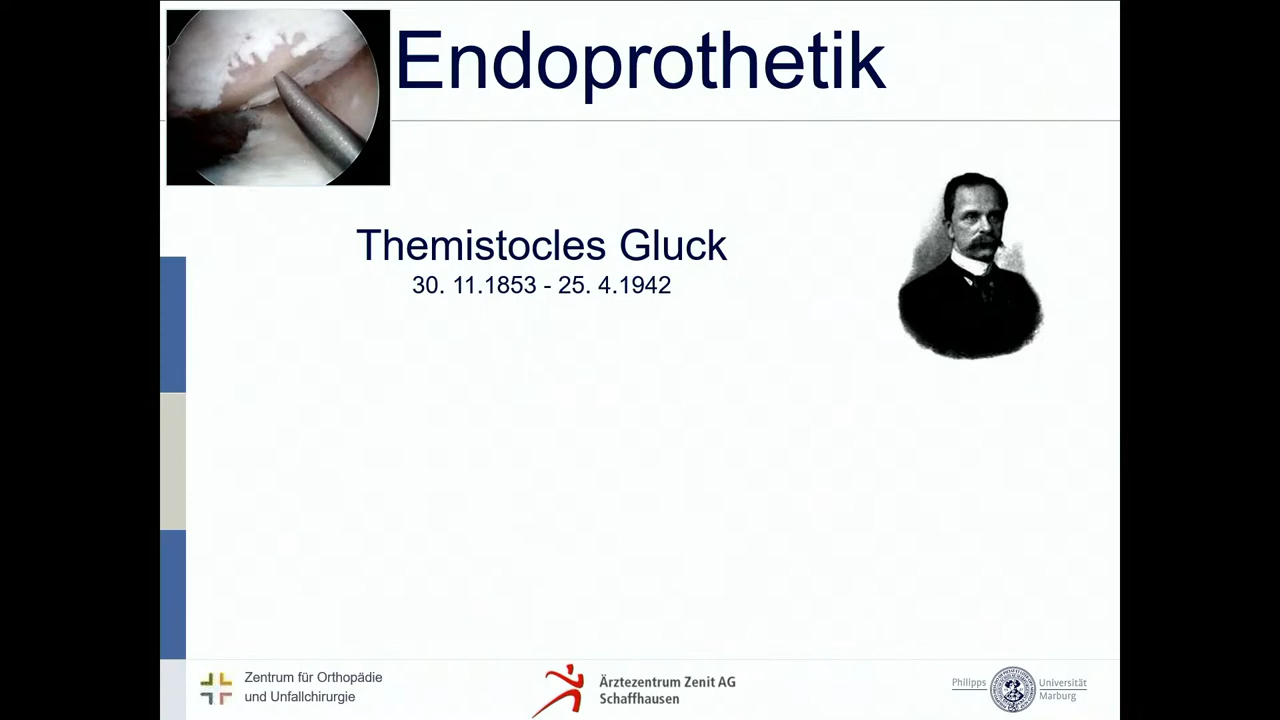 Endoprothetik
Themistocles Gluck
30. 11.1853 - 25. 4.1942
Zentrum für Orthopädie
und Unfallchirurgie
Ärztezentrum Zenit AG
Schaffhausen
Philipps Universität
Marburg